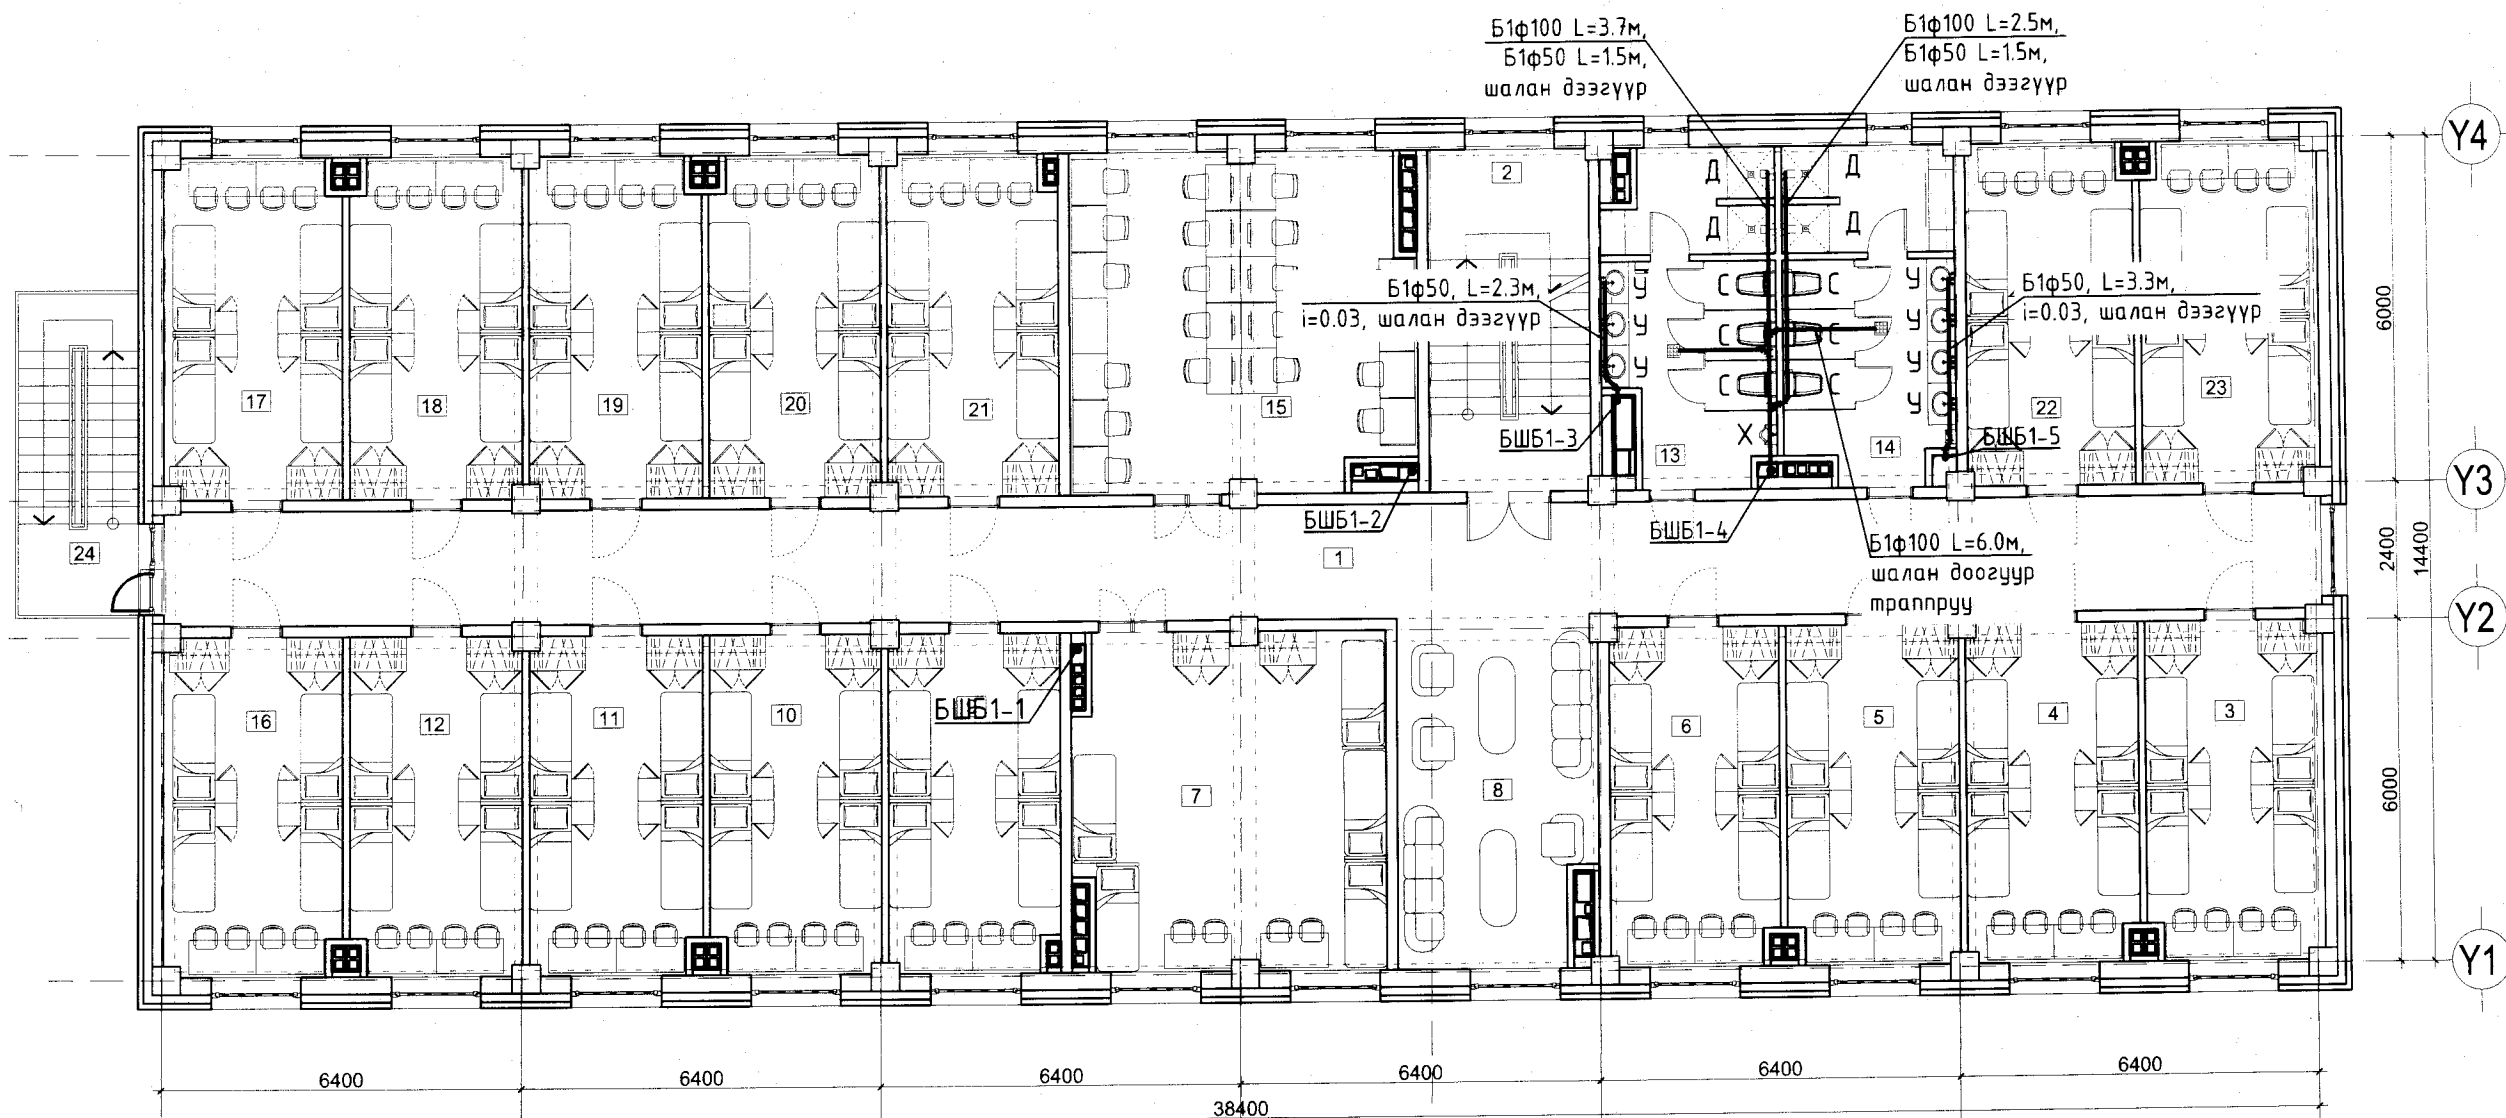 Б1ф100 L=3.7м,
Б1ф50 L=1.5м,
шалан дээгүүр
Б1ф100 L=2.5м,
Б1ф50 L=1.5м,
шалан дээгүүр
Y4
2
Д
Д
Д
Д
Б1ф50, L=2.3м,
i=0.03, шалан дээгүүр
У
С
С
У
Б1ф50, L=3.3м,
i=0.03, шалан дээгүүр
6000
У
С
С
У
У
С
С
У
У
17
18
19
20
21
15
22
23
БШБ1-3
Х
13
14
БШБ1-5
Y3
БШБ1-2
БШБ1-4
24
1
Б1ф100 L=6.0м,
шалан доогуур
траппруу
2400
14400
Y2
16
12
11
10
БШБ1-1
7
8
6
5
4
3
6000
Y1
6400
6400
6400
6400
6400
6400
38400